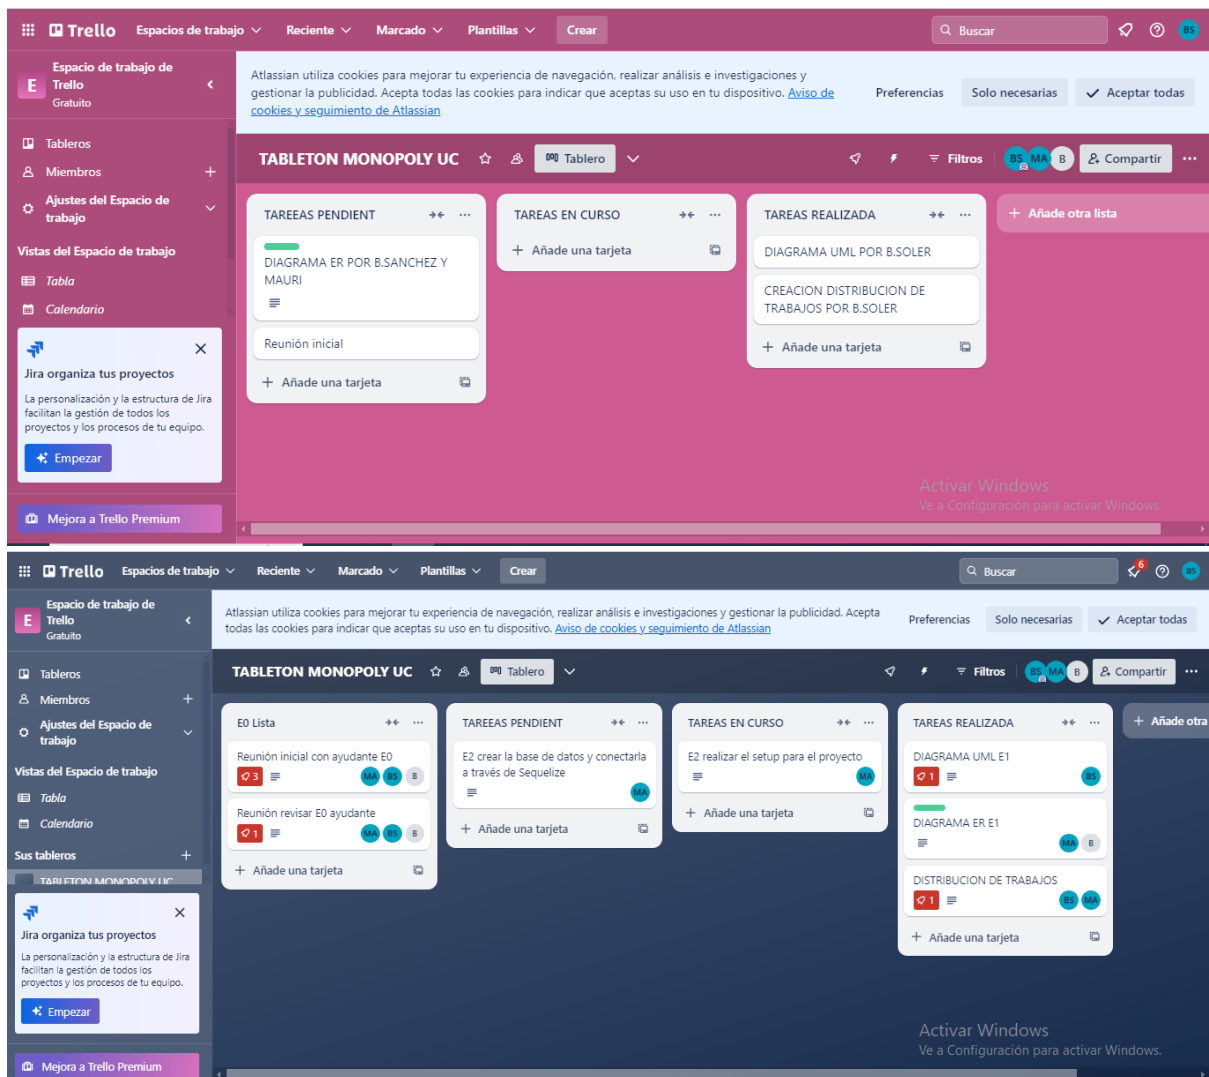 Trello Espacios de trabajo Reciente Marcado Plantillas Crear Buscar BS
Espacio de trabajo de
E Trello
Gratuito
Atlassian utiliza cookies para mejorar tu experiencia de navegación, realizar análisis e investigaciones y
gestionar la publicidad. Acepta todas las cookies para indicar que aceptas su uso en tu dispositivo. Aviso de
cookies y seguimiento de Atlassian
Preferencias Solo necesarias Aceptar todas
Tableros
Miembros
Ajustes del Espacio de
trabajo
Vistas del Espacio de trabajo
Tabla
Calendario
Jira organiza tus proyectos
La personalización y la estructura de Jira
facilitan la gestión de todos los
proyectos y los procesos de tu equipo.
Empezar
Mejora a Trello Premium
TABLETON MONOPOLY UC Tablero Filtros BS MA B Compartir
TAREEAS PENDIENT
DIAGRAMA ER POR B.SANCHEZ Y
MAURI
Reunión inicial
Añade una tarjeta
TAREAS EN CURSO
Añade una tarjeta
TAREAS REALIZADA
DIAGRAMA UML POR B.SOLER
CREACION DISTRIBUCION DE
TRABAJOS POR B.SOLER
Añade una tarjeta
Añade otra lista
Activar Windows
Ve a Configuración para activar Windows.
Trello Espacios de trabajo Reciente Marcado Plantillas Crear Buscar 6 BS
Espacio de trabajo de
E Trello
Gratuito
Atlassian utiliza cookies para mejorar tu experiencia de navegación, realizar análisis e investigaciones y gestionar la publicidad. Acepta
todas las cookies para indicar que aceptas su uso en tu dispositivo. Aviso de cookies y seguimiento de Atlassian
Preferencias Solo necesarias Aceptar todas
Tableros
Miembros
Ajustes del Espacio de
trabajo
Vistas del Espacio de trabajo
Tabla
Calendario
Sus tableros
TABLETON MONOPOLY UC
Jira organiza tus proyectos
La personalización y la estructura de Jira
facilitan la gestión de todos los
proyectos y los procesos de tu equipo.
Empezar
Mejora a Trello Premium
TABLETON MONOPOLY UC Tablero Filtros BS MA B Compartir
E0 Lista
Reunión inicial con ayudante E0
3 MA BS B
Reunión revisar E0 ayudante
1 MA BS B
Añade una tarjeta
TAREEAS PENDIENT
E2 crear la base de datos y conectarla
a través de Sequelize
MA
Añade una tarjeta
TAREAS EN CURSO
E2 realizar el setup para el proyecto
MA
Añade una tarjeta
TAREAS REALIZADA
DIAGRAMA UML E1
1 BS
DIAGRAMA ER E1
MA B
DISTRIBUCION DE TRABAJOS
1 BS MA
Añade una tarjeta
Añade otra
Activar Windows
Ve a Configuración para activar Windows.